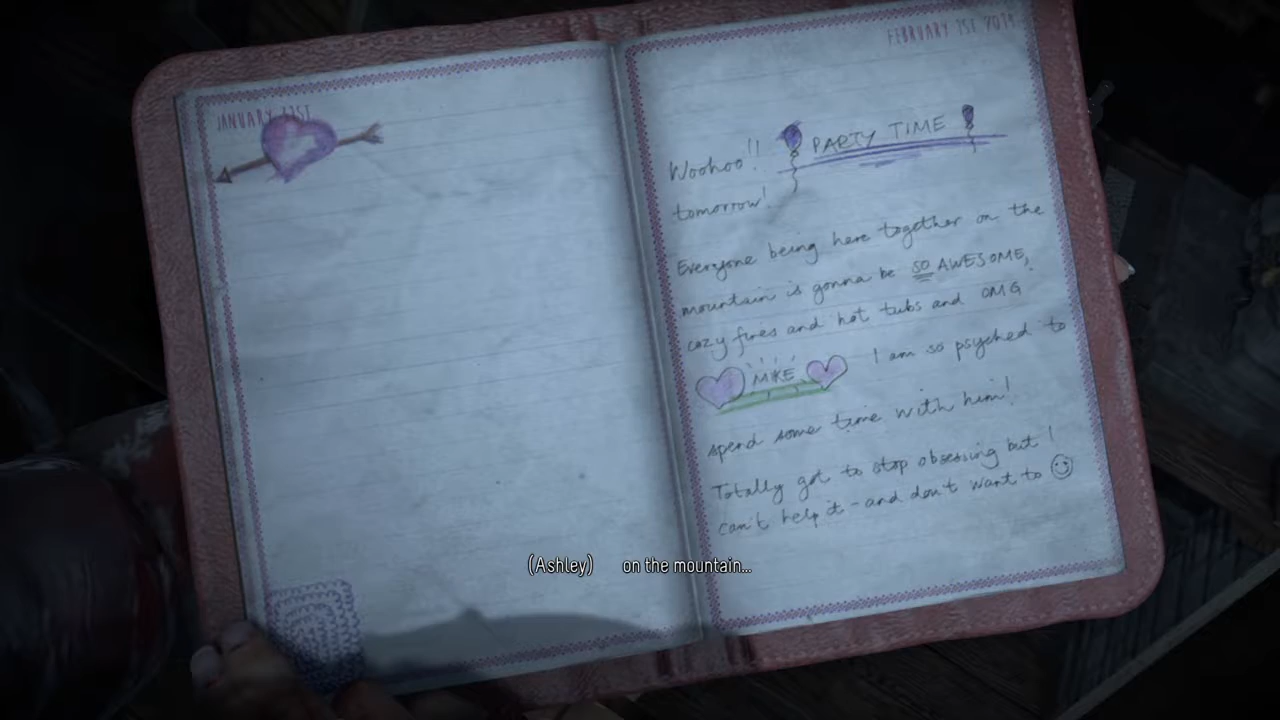 JANUARY 31ST
FEBRUARY 1ST 2014
Woohoo!! PARTY TIME
tomorrow!
Everyone being here together on the
mountain is gonna be SO AWESOME,
cozy fires and hot tubs and OMG
MIKE I am so psyched to
spend some time with him!
Totally got to stop obsessing but I
can't help it - and don't want to
(Ashley) on the mountain...